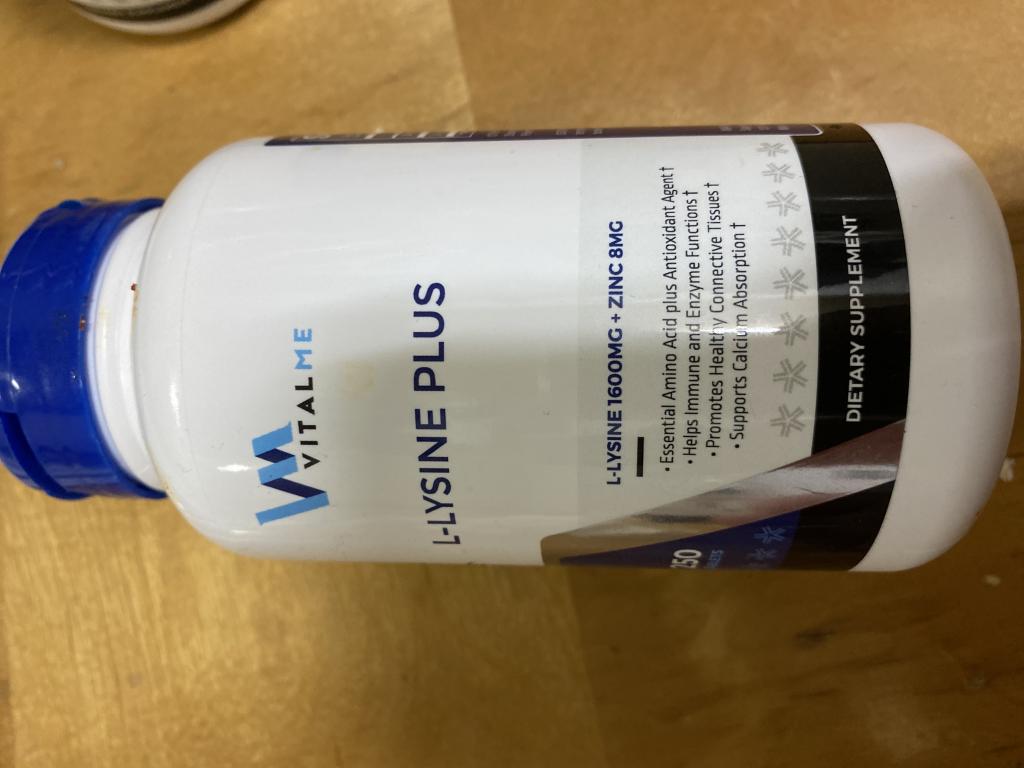 VITALME
L-LYSINE PLUS
L-LYSINE 1600MG + ZINC 8MG
• Essential Amino Acid plus Antioxidant Agent†
• Helps Immune and Enzyme Functions†
• Promotes Healthy Connective Tissues†
• Supports Calcium Absorption†
250
DIETARY SUPPLEMENT